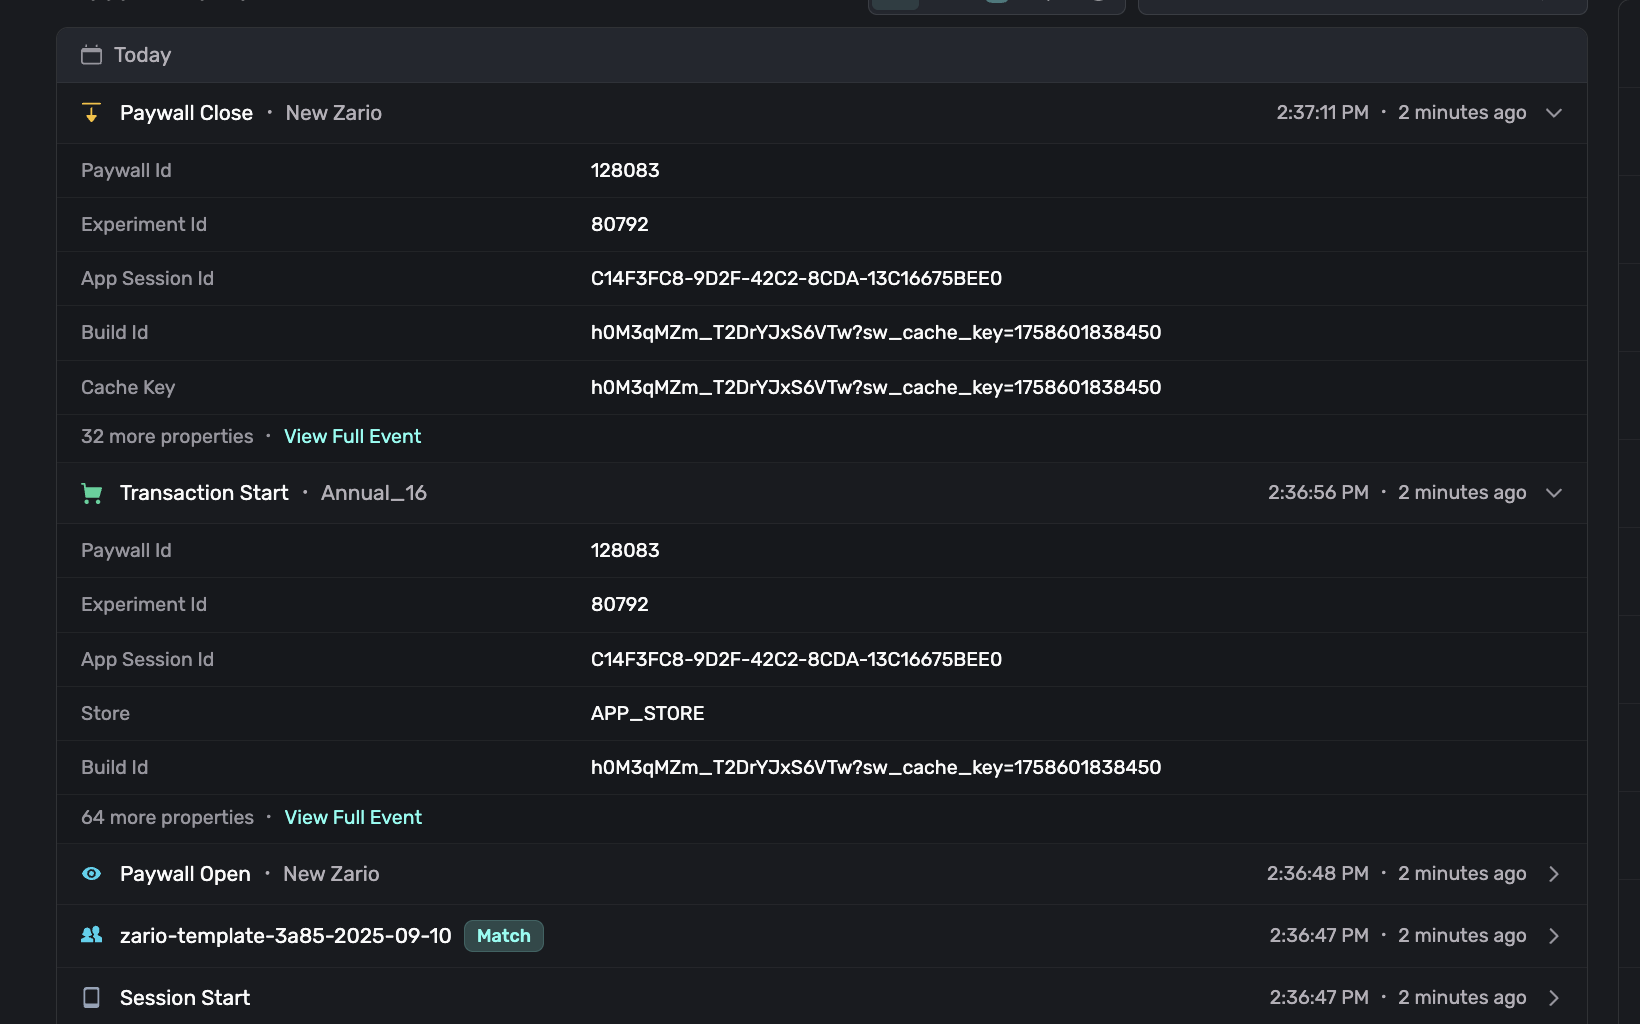 Today
Paywall Close · New Zario 2:37:11 PM · 2 minutes ago
Paywall Id 128083
Experiment Id 80792
App Session Id C14F3FC8-9D2F-42C2-8CDA-13C16675BEE0
Build Id h0M3qMZm_T2DrYJxS6VTw?sw_cache_key=1758601838450
Cache Key h0M3qMZm_T2DrYJxS6VTw?sw_cache_key=1758601838450
32 more properties · View Full Event
Transaction Start · Annual_16 2:36:56 PM · 2 minutes ago
Paywall Id 128083
Experiment Id 80792
App Session Id C14F3FC8-9D2F-42C2-8CDA-13C16675BEE0
Store APP_STORE
Build Id h0M3qMZm_T2DrYJxS6VTw?sw_cache_key=1758601838450
64 more properties · View Full Event
Paywall Open · New Zario 2:36:48 PM · 2 minutes ago
zario-template-3a85-2025-09-10 Match 2:36:47 PM · 2 minutes ago
Session Start 2:36:47 PM · 2 minutes ago